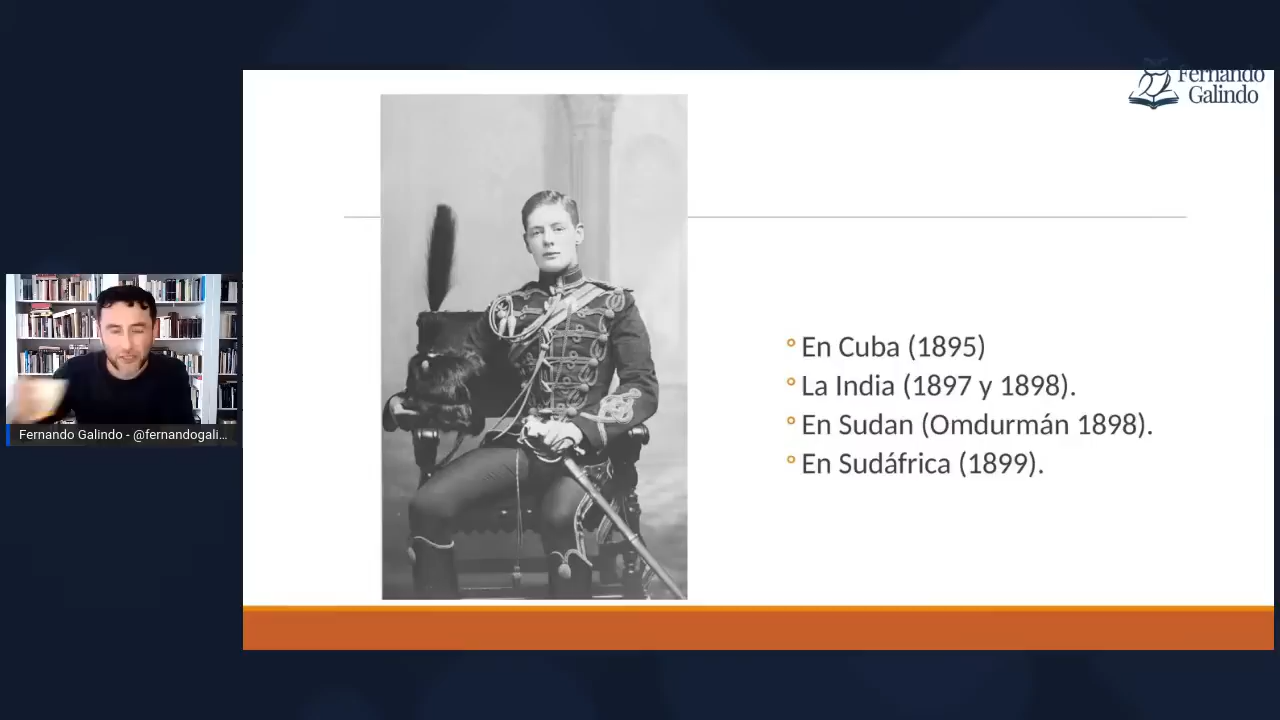 Fernando
Galindo
En Cuba (1895)
La India (1897 y 1898).
En Sudan (Omdurmán 1898).
En Sudáfrica (1899).
Fernando Galindo - @fernandogali...